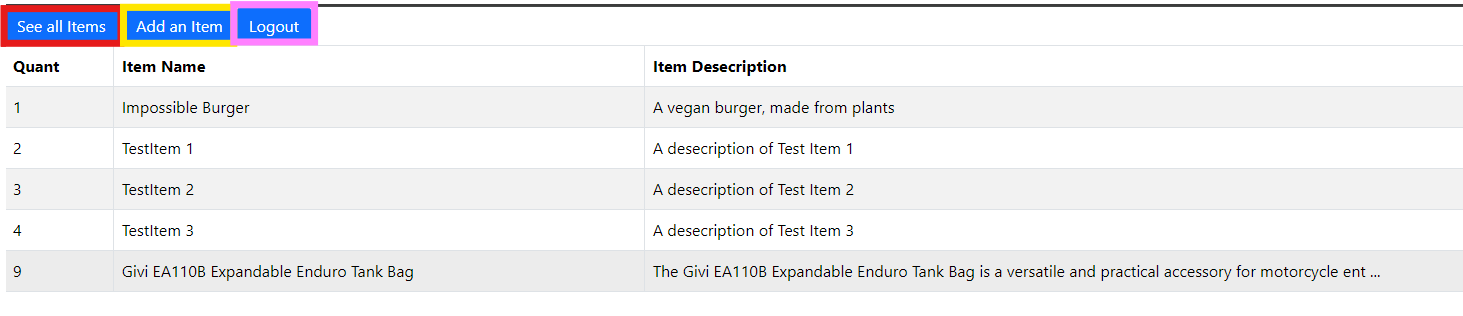 See all Items Add an Item Logout
Quant Item Name Item Desecription
1 Impossible Burger A vegan burger, made from plants
2 TestItem 1 A desecription of Test Item 1
3 TestItem 2 A desecription of Test Item 2
4 TestItem 3 A desecription of Test Item 3
9 Givi EA110B Expandable Enduro Tank Bag The Givi EA110B Expandable Enduro Tank Bag is a versatile and practical accessory for motorcycle ent ...